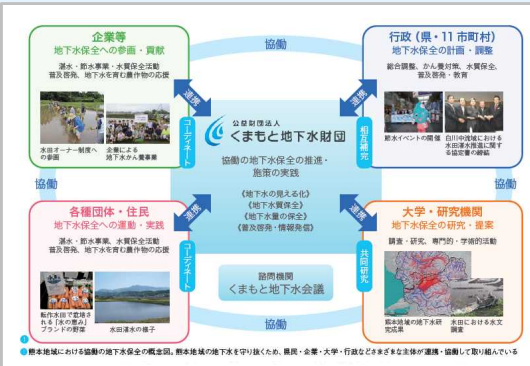 協働
企業等
地下水保全への参画・貢献
湛水・節水事業・水質保全活動
普及啓発、地下水を育む農作物の応援
水田オーナー制度へ
の参画
企業による
地下水かん養事業
行政（県・11市町村）
地下水保全の計画・調整
総合調整、かん養対策、水質保全、
普及啓発・教育
節水イベントの開催
白川中流域における
水田湛水推進に関す
る協定書の締結
連携
連携
コーディネート
相互補完
公益財団法人
くまもと地下水財団
協働の地下水保全の推進・
施策の実践
《地下水の見える化》
《地下水質保全》
《地下水量の保全》
《普及啓発・情報発信》
協働
協働
各種団体・住民
地下水保全への運動・実践
湛水・節水事業、水質保全活動
普及啓発、地下水を育む農作物の応援
転作水田で栽培さ
れる「水の恵み」
ブランドの野菜
水田湛水の様子
連携
連携
コーディネート
共同研究
諮問機関
くまもと地下水会議
大学・研究機関
地下水保全の研究・提案
調査・研究、専門的・学術的活動
熊本地域の地下水研
究成果
水田における水文
調査
協働
熊本地域における協働の地下水保全の概念図。熊本地域の地下水を守り抜くため、県民・企業・大学・行政などさまざまな主体が連携・協働して取り組んでいる